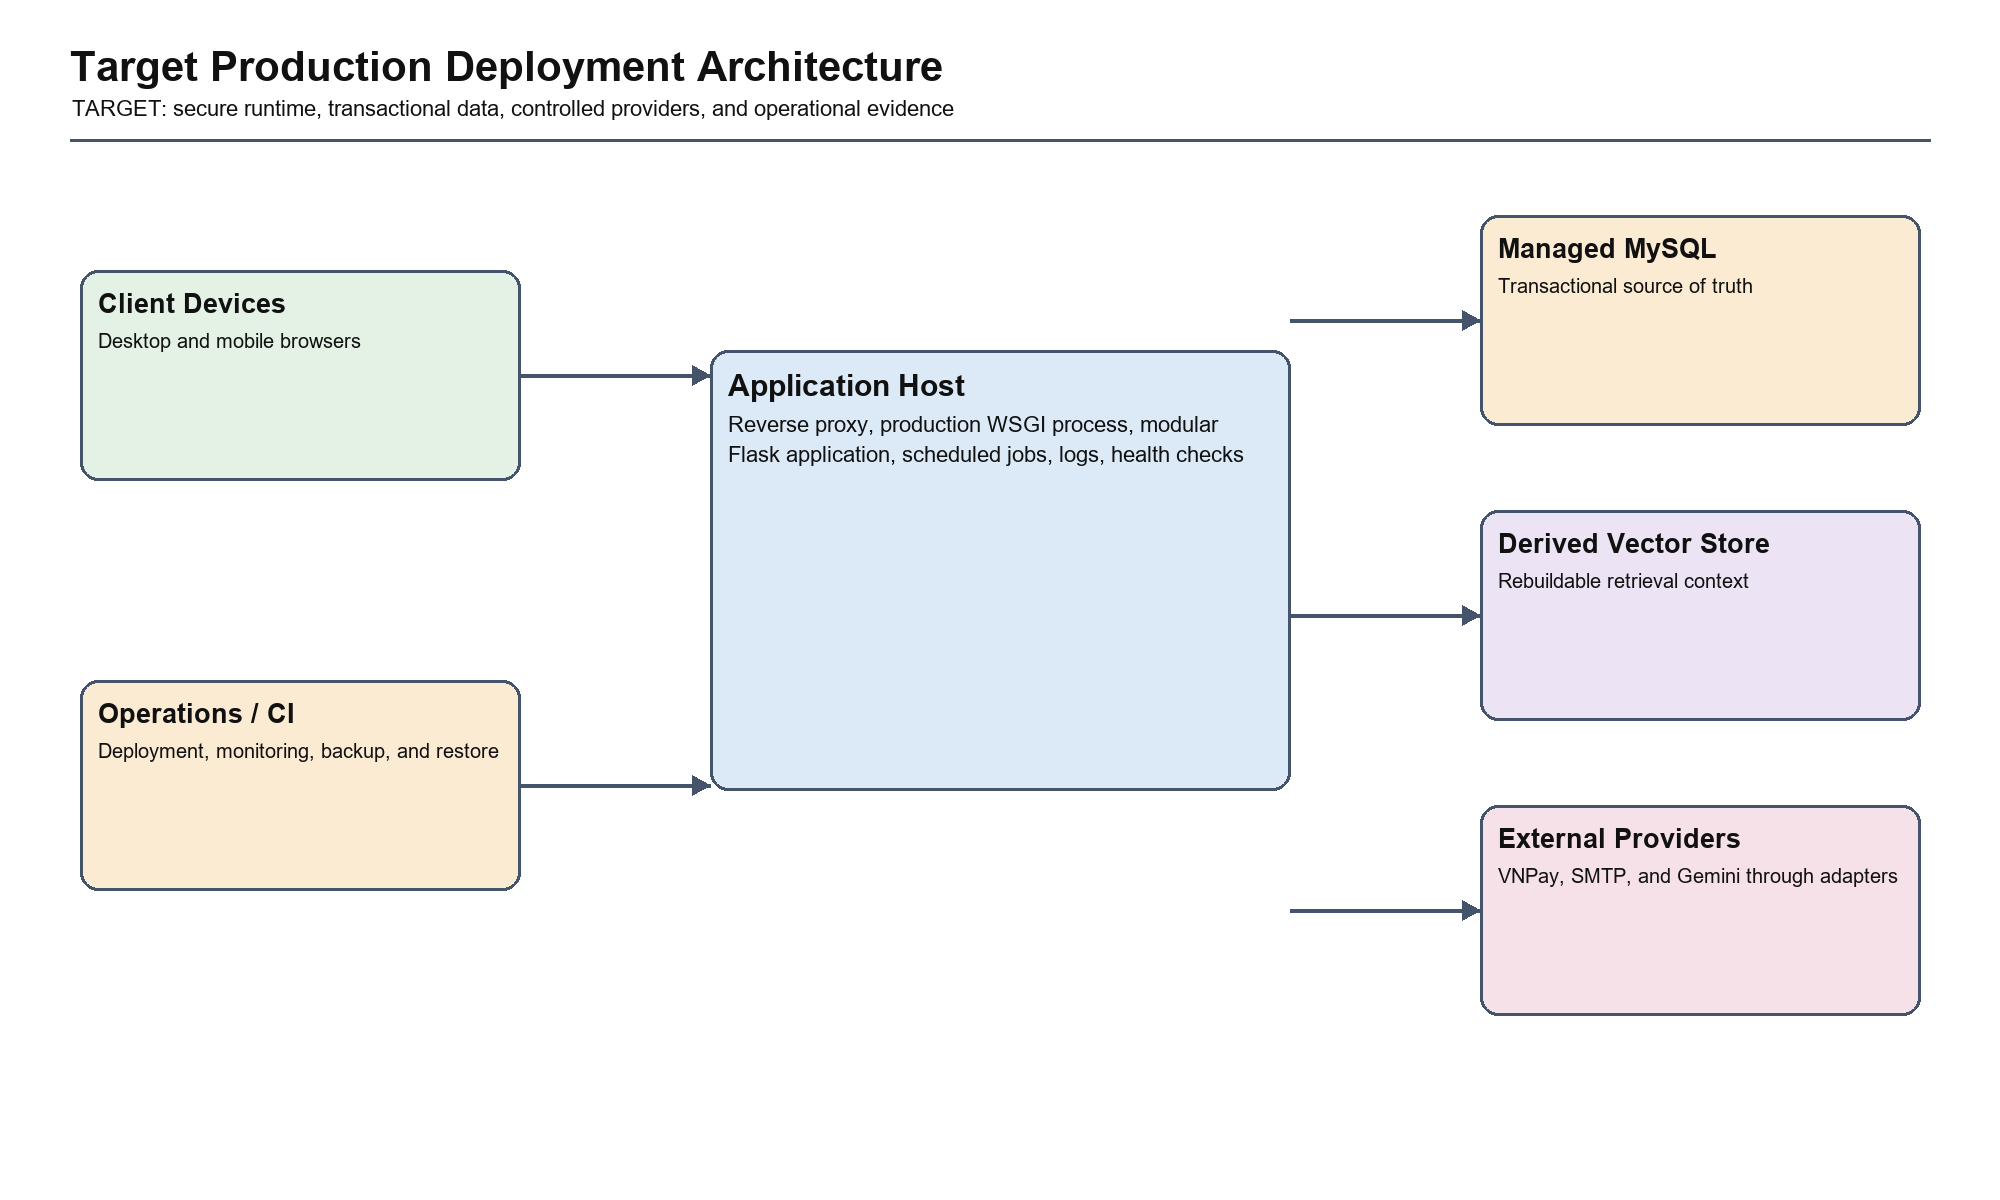 Target Production Deployment Architecture
TARGET: secure runtime, transactional data, controlled providers, and operational evidence
Client Devices
Desktop and mobile browsers
Operations / CI
Deployment, monitoring, backup, and restore
Application Host
Reverse proxy, production WSGI process, modular
Flask application, scheduled jobs, logs, health checks
Managed MySQL
Transactional source of truth
Derived Vector Store
Rebuildable retrieval context
External Providers
VNPay, SMTP, and Gemini through adapters